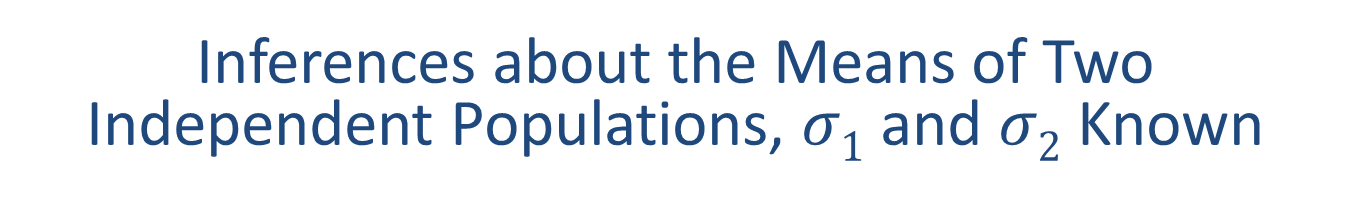 Inferences about the Means of Two
Independent Populations, σ₁ and σ₂ Known